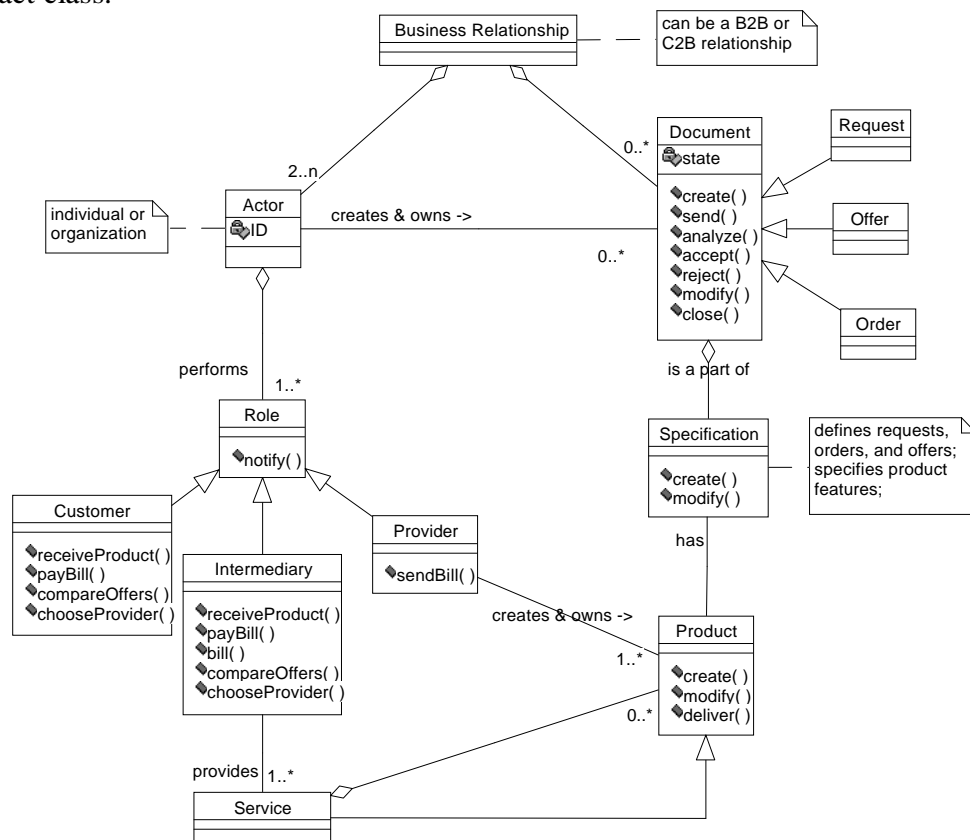 act class.
Business Relationship
can be a B2B or
C2B relationship
Document
state
create( )
send( )
analyze( )
accept( )
reject( )
modify( )
close( )
Request
Offer
Order
0..*
2..n
individual or
organization
Actor
ID
creates & owns ->
0..*
performs
1..*
is a part of
Role
notify( )
Specification
create( )
modify( )
defines requests,
orders, and offers;
specifies product
features;
Customer
receiveProduct( )
payBill( )
compareOffers( )
chooseProvider( )
Intermediary
receiveProduct( )
payBill( )
bill( )
compareOffers( )
chooseProvider( )
Provider
sendBill( )
has
creates & owns ->
1..*
Product
create( )
modify( )
deliver( )
0..*
provides
1..*
Service